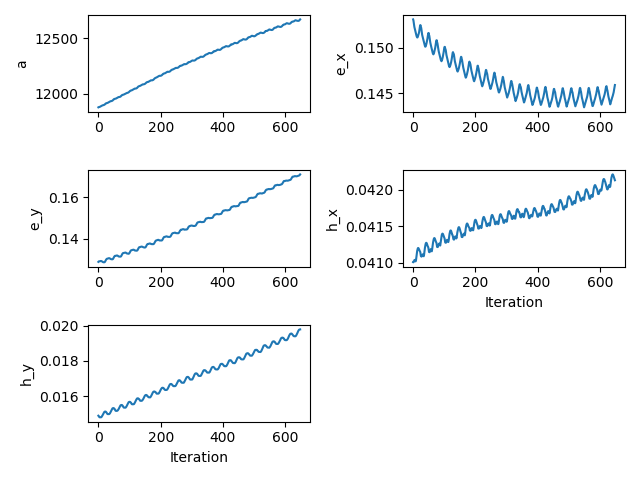 12500
12000
a
0 200 400 600
0.150
0.145
e_x
0 200 400 600
0.16
0.14
e_y
0 200 400 600
0.0420
0.0415
0.0410
h_x
0 200 400 600
Iteration
0.020
0.018
0.016
h_y
0 200 400 600
Iteration